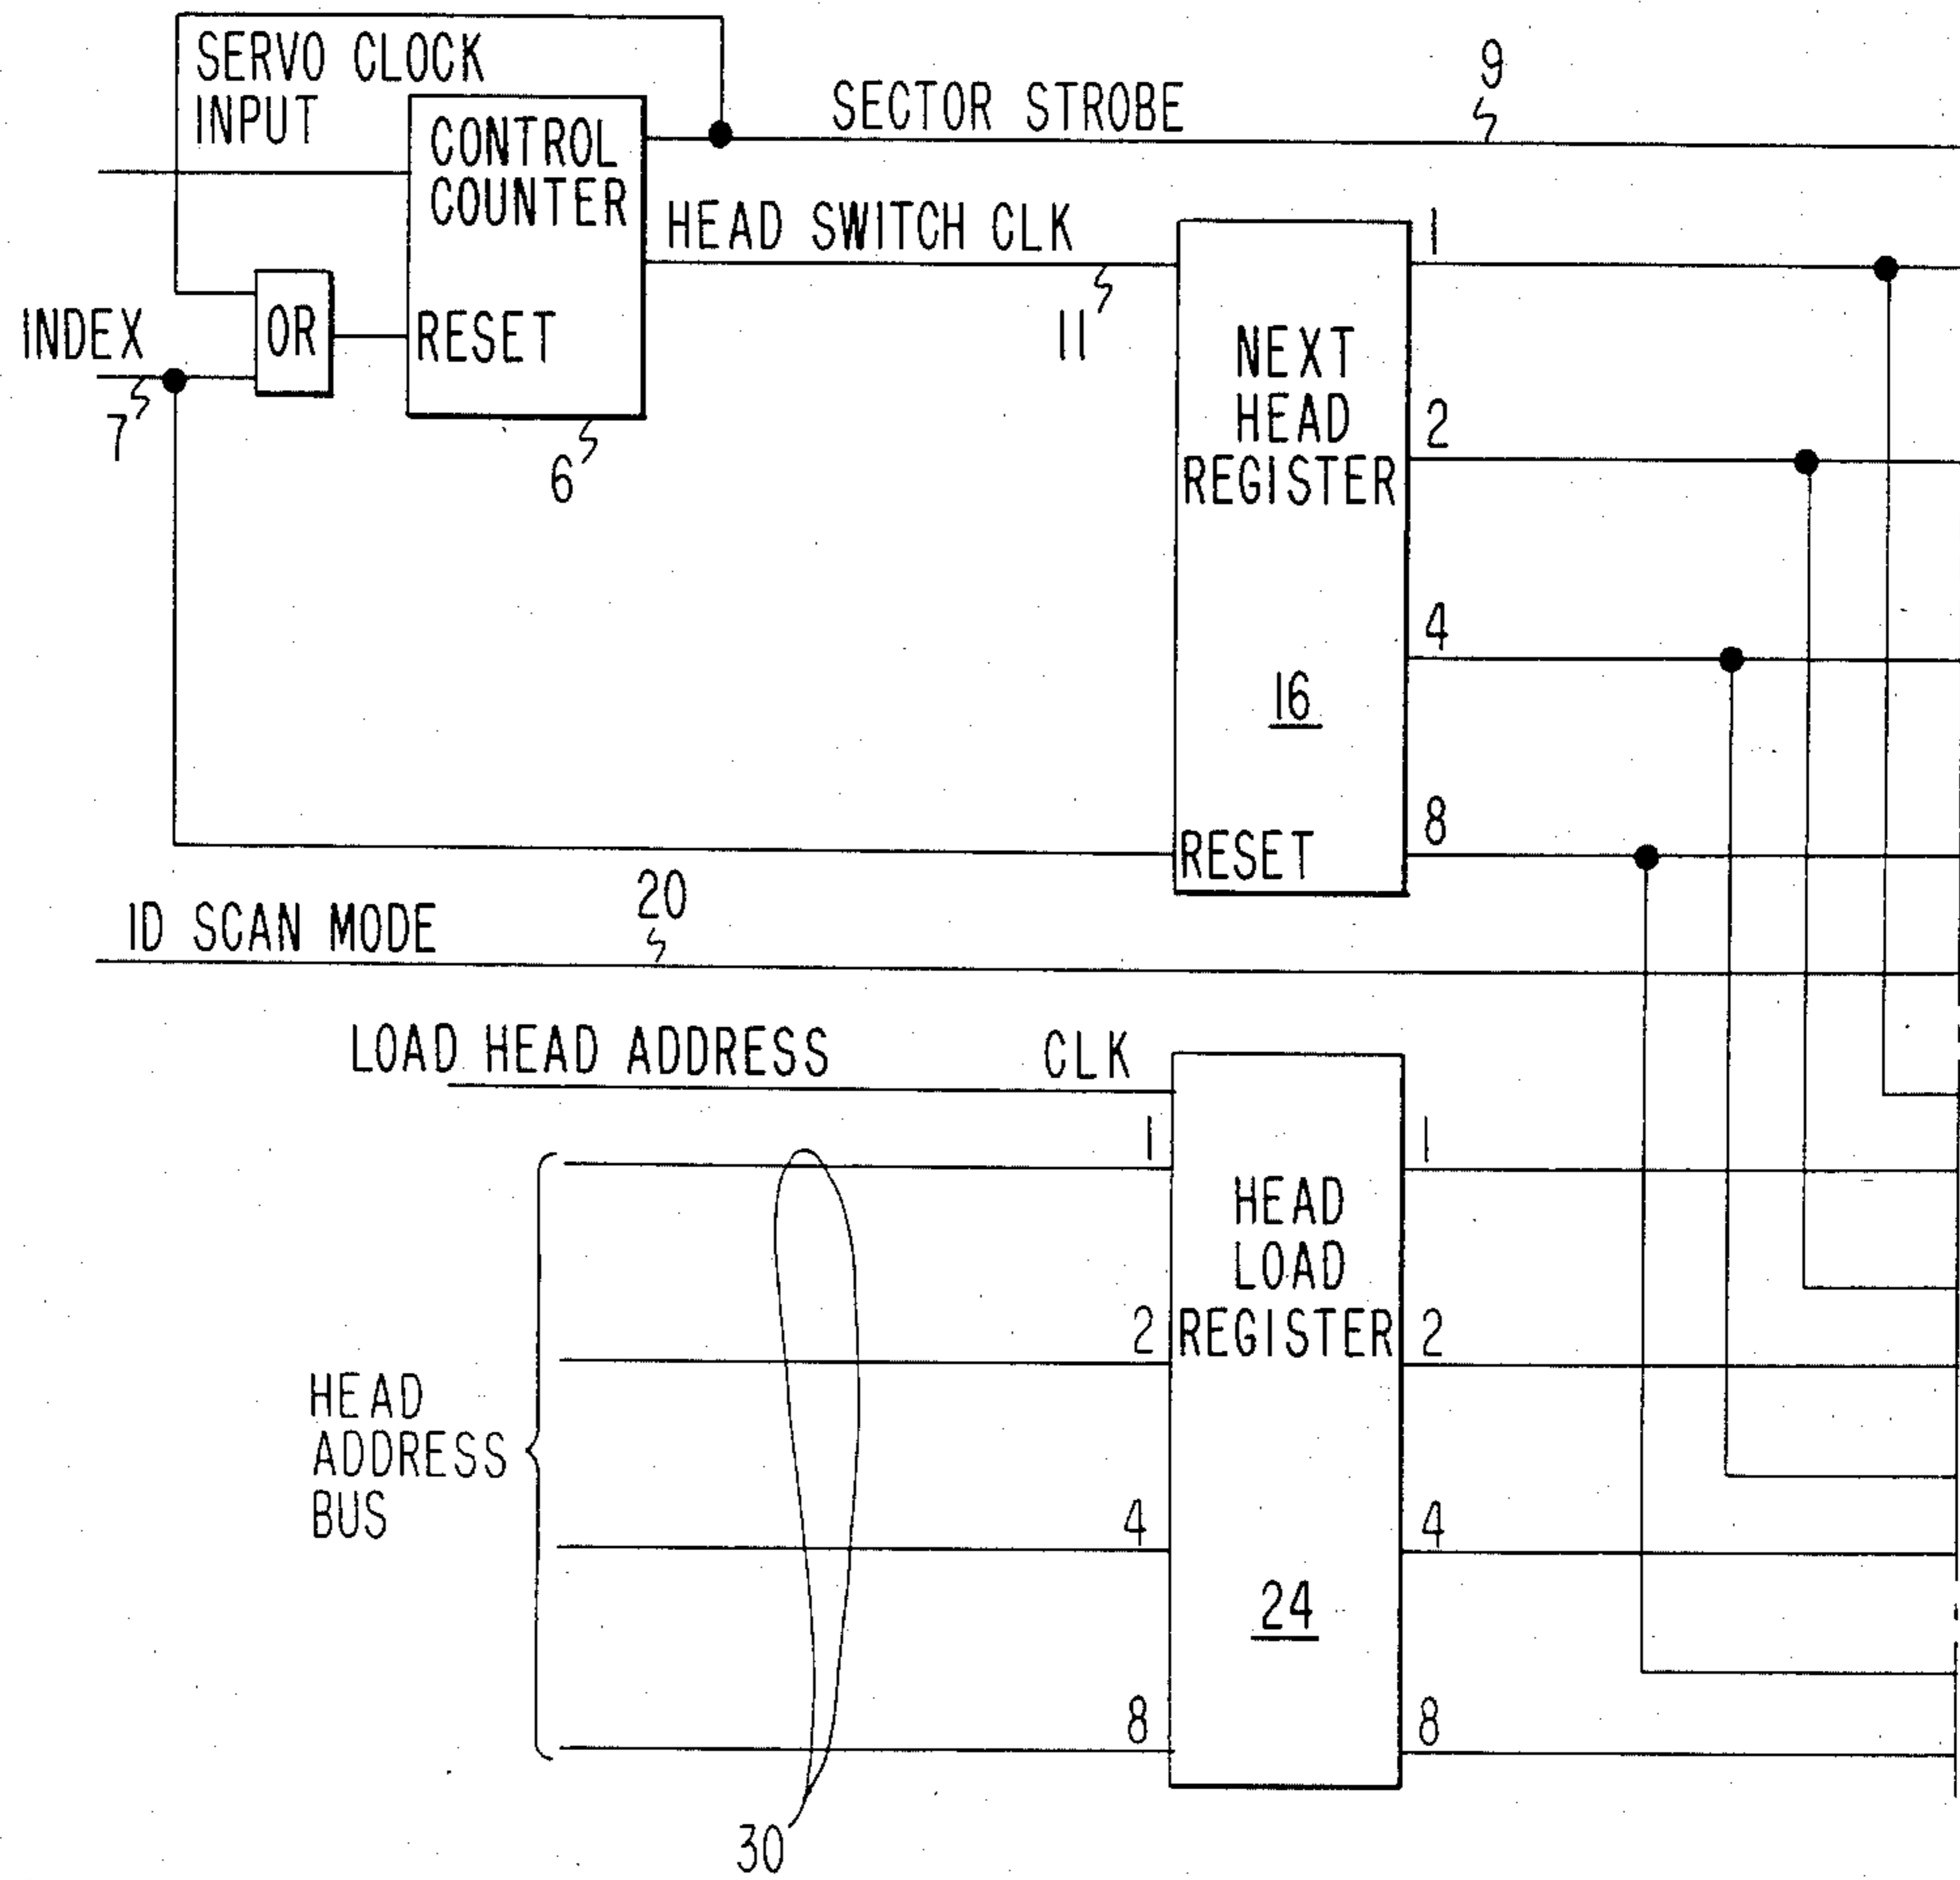 SERVO CLOCK
INPUT
CONTROL
COUNTER
RESET
OR
INDEX
7
6
SECTOR STROBE
9
HEAD SWITCH CLK
11
NEXT
HEAD
REGISTER
16
RESET
1
2
4
8
ID SCAN MODE
20
LOAD HEAD ADDRESS
CLK
HEAD
ADDRESS
BUS
1
2
4
8
30
HEAD
LOAD
REGISTER
24
1
2
4
8